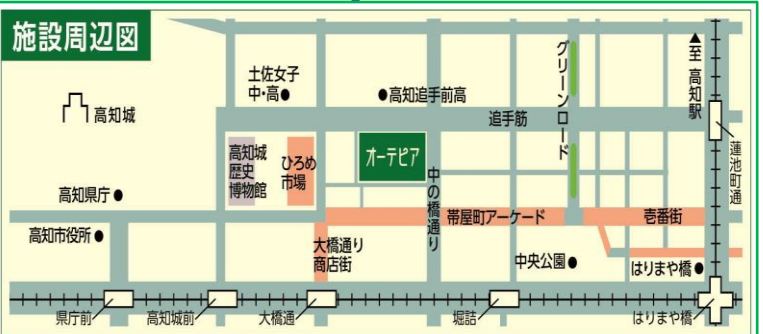 施設周辺図
▲至 高知駅
グリーンロード
土佐女子
中・高●
●高知追手前高
高知城
追手筋
蓮池町通
高知城
歴史
博物館
ひろめ
市場
オーテピア
中の橋通り
高知県庁●
帯屋町アーケード
壱番街
高知市役所●
大橋通り
商店街
中央公園●
はりまや橋●
県庁前
高知城前
大橋通
堀詰
はりまや橋